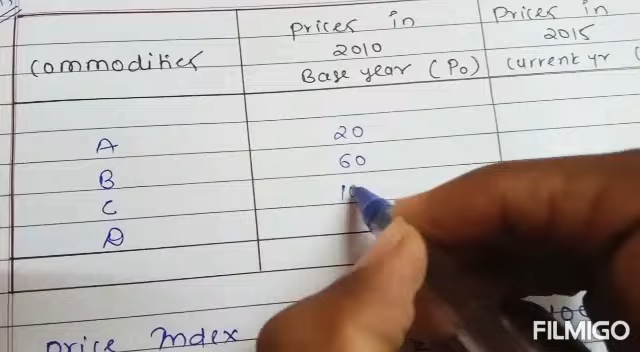 Prices in
Prices in
2010
2015
Commodities
Base year (P₀)
Current yr (
A
20
B
60
C
D
Price Index
FILMIGO